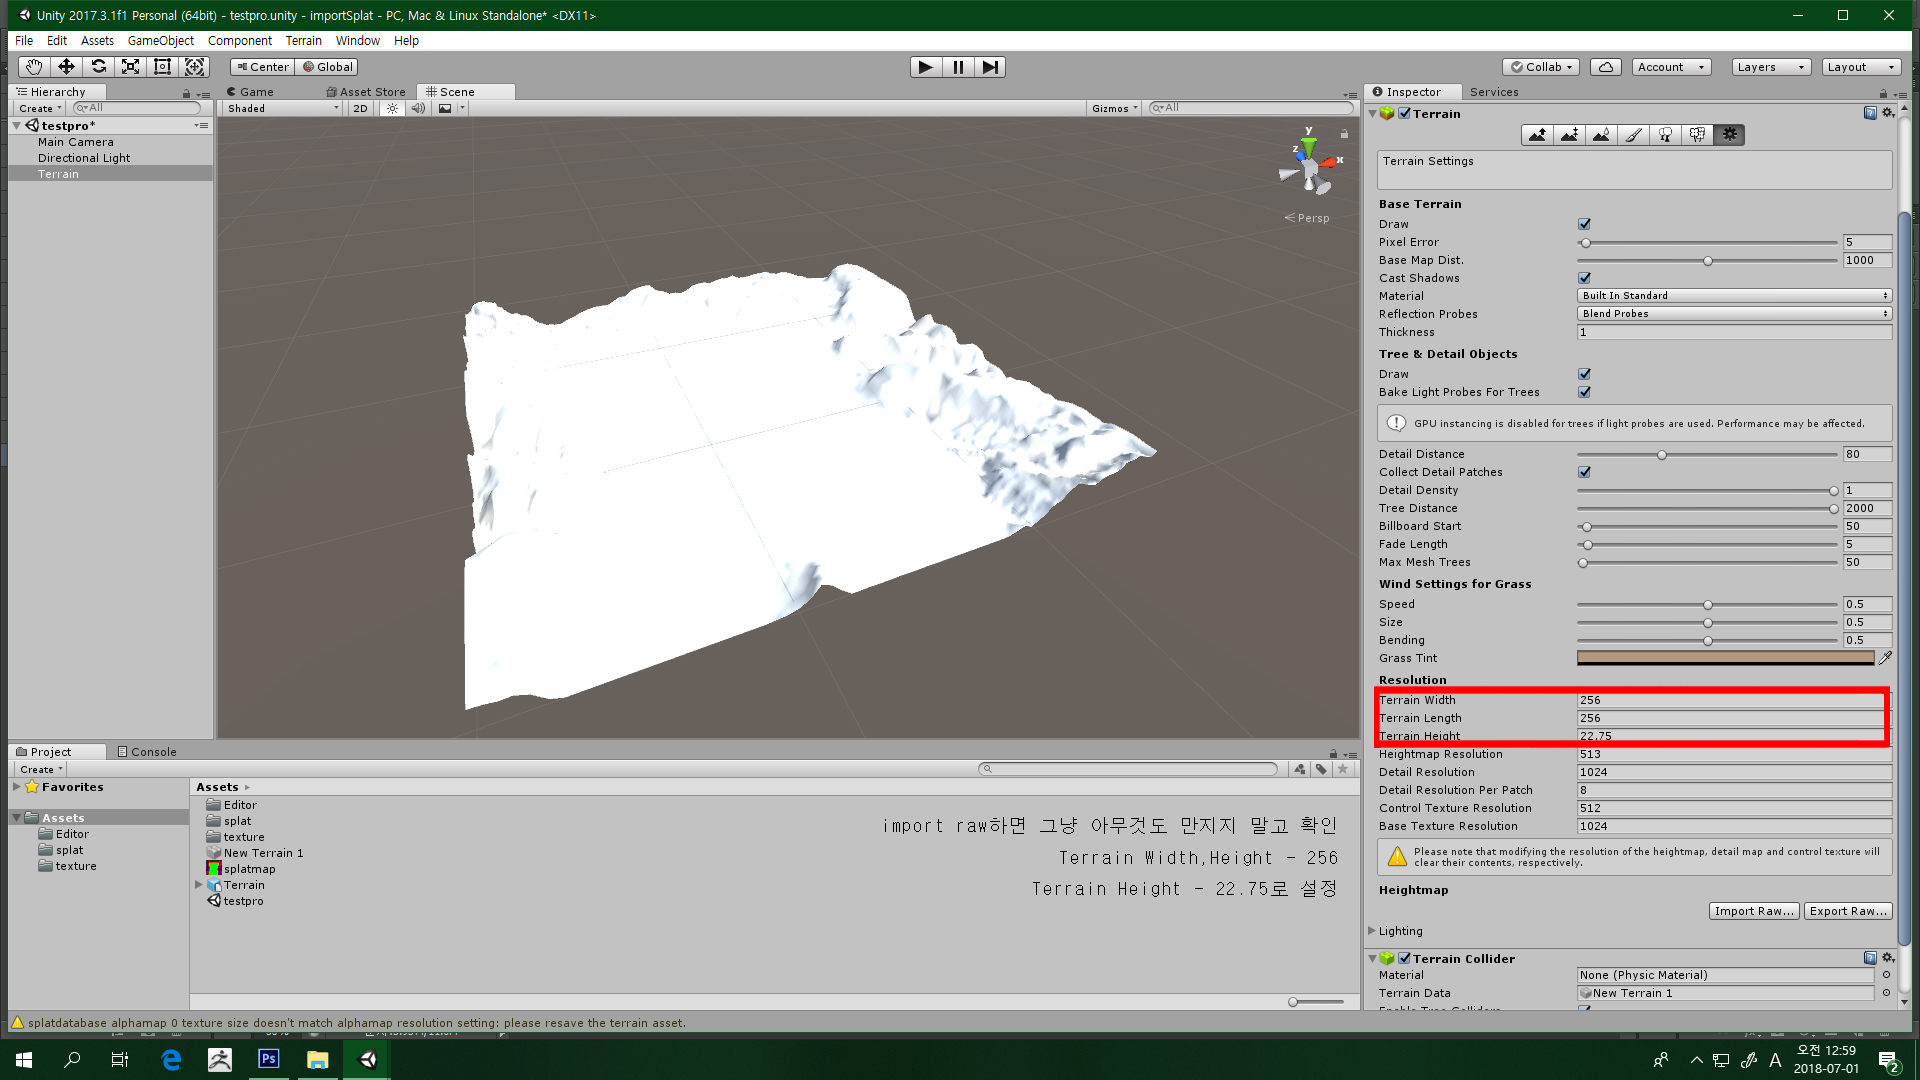 Unity 2017.3.1f1 Personal (64bit) - testpro.unity - importSplat - PC, Mac & Linux Standalone* <DX11>
File Edit Assets GameObject Component Terrain Window Help
Center Global Collab Account Layers Layout
Hierarchy
Create All
testpro*
Main Camera
Directional Light
Terrain
Game Asset Store Scene
Shaded 2D Gizmos All
y
z
x
Persp
Inspector Services
Terrain
Terrain Settings
Base Terrain
Draw
Pixel Error 5
Base Map Dist. 1000
Cast Shadows
Material Built In Standard
Reflection Probes Blend Probes
Thickness 1
Tree & Detail Objects
Draw
Bake Light Probes For Trees
GPU instancing is disabled for trees if light probes are used. Performance may be affected.
Detail Distance 80
Collect Detail Patches
Detail Density 1
Tree Distance 2000
Billboard Start 50
Fade Length 5
Max Mesh Trees 50
Wind Settings for Grass
Speed 0.5
Size 0.5
Bending 0.5
Grass Tint
Resolution
Terrain Width 256
Terrain Length 256
Terrain Height 22.75
Heightmap Resolution 513
Detail Resolution 1024
Detail Resolution Per Patch 8
Control Texture Resolution 512
Base Texture Resolution 1024
Please note that modifying the resolution of the heightmap, detail map and control texture will
clear their contents, respectively.
Heightmap
Import Raw... Export Raw...
Lighting
Terrain Collider
Material None (Physic Material)
Terrain Data New Terrain 1
Enable Tree Colliders
Project Console
Create
Favorites
Assets
Editor
splat
texture
Assets
Editor
splat
texture
New Terrain 1
splatmap
Terrain
testpro
import raw하면 그냥 아무것도 만지지 말고 확인
Terrain Width,Height - 256
Terrain Height - 22.75로 설정
splatdatabase alphamap 0 texture size doesn't match alphamap resolution setting: please resave the terrain asset.
Ps
A
오전 12:59
2018-07-01
2